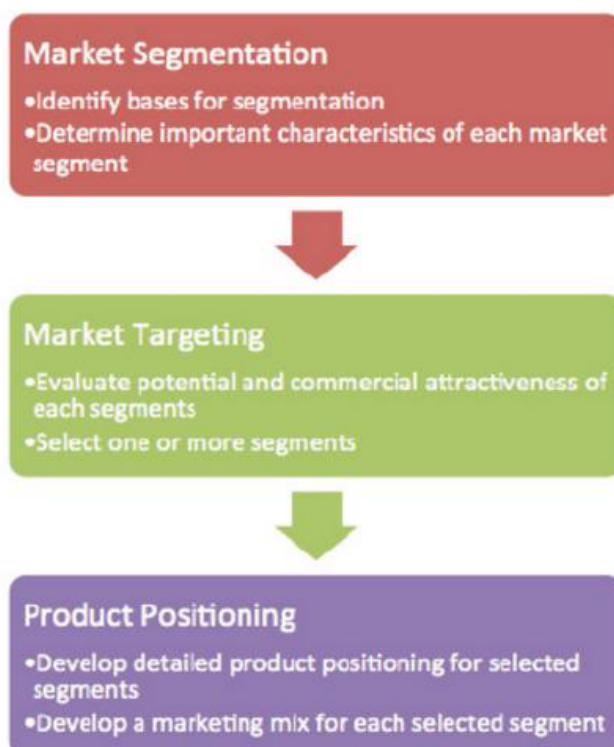 Market Segmentation
•Identify bases for segmentation
•Determine important characteristics of each market
segment
Market Targeting
•Evaluate potential and commercial attractiveness of
each segments
•Select one or more segments
Product Positioning
•Develop detailed product positioning for selected
segments
•Develop a marketing mix for each selected segment